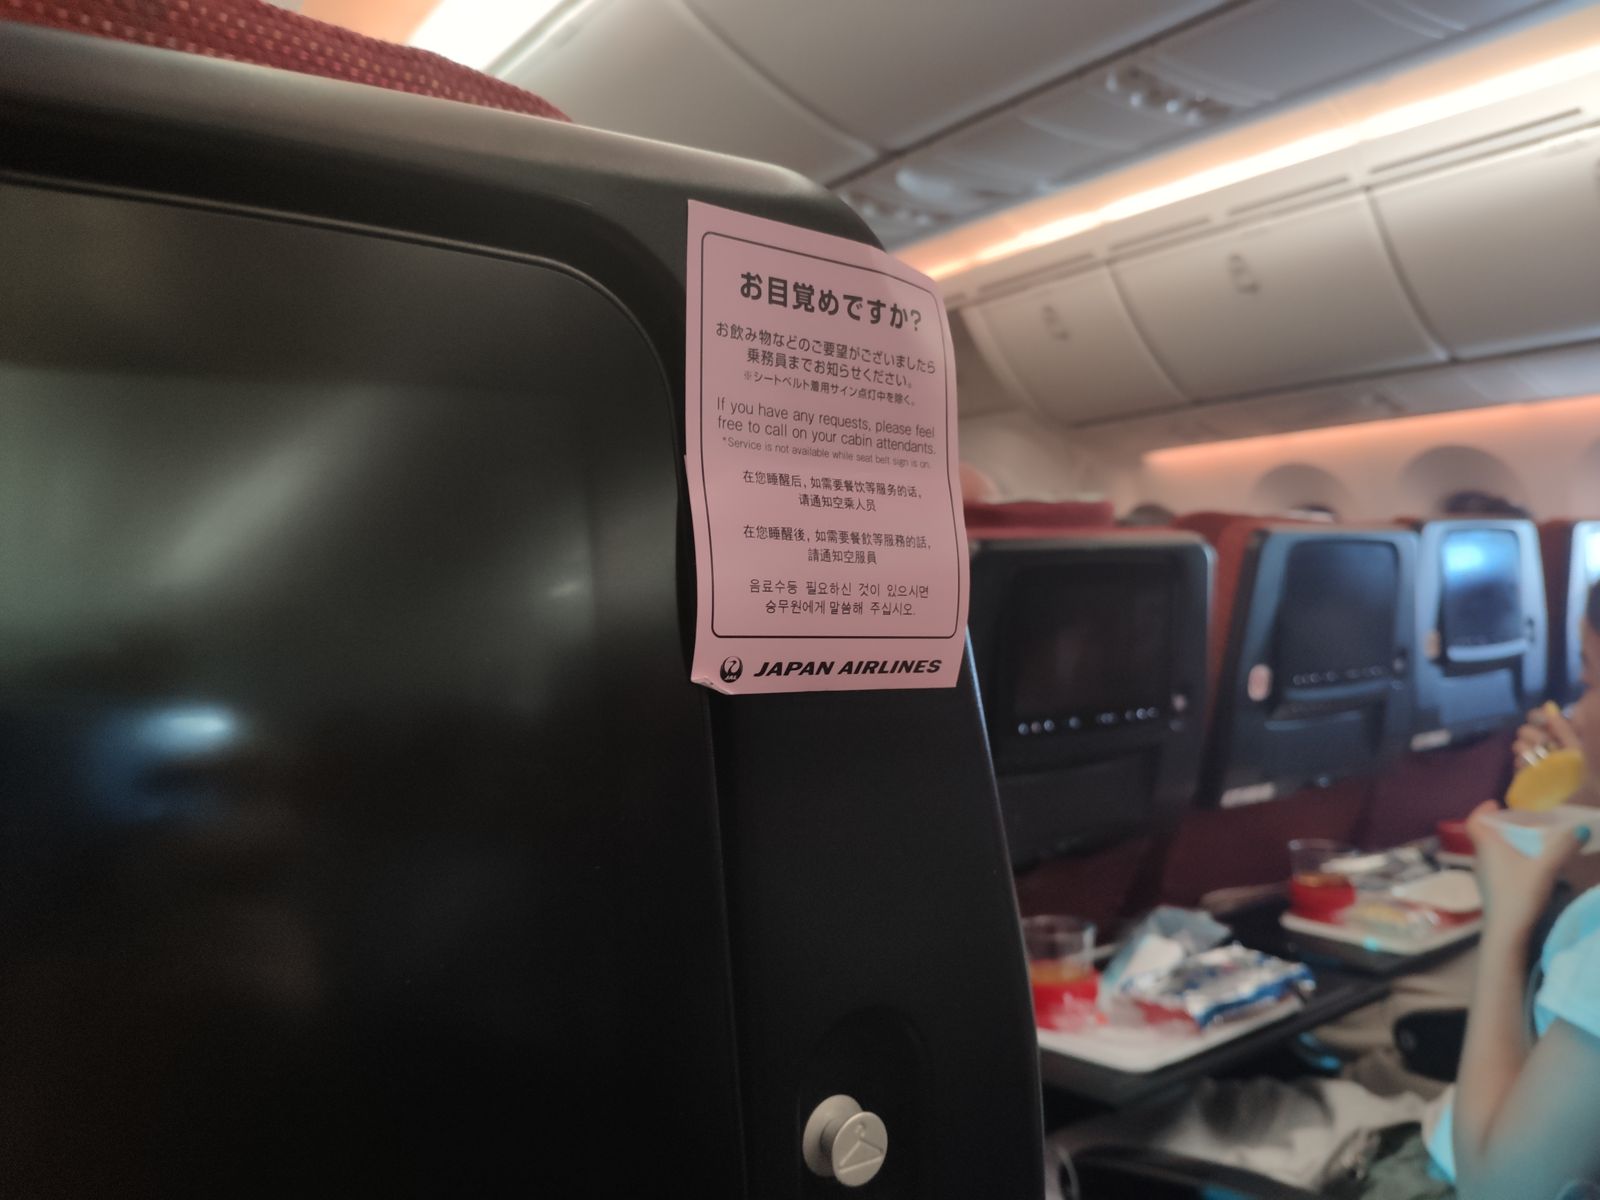 お目覚めですか?
お飲み物などのご要望がございましたら
乗務員までお知らせください。
※シートベルト着用サイン点灯中を除く。
If you have any requests, please feel
free to call on your cabin attendants.
*Service is not available while seat belt sign is on.
在您睡醒后，如需要餐饮等服务的话，
请通知空乘人员
在您睡醒後，如需要餐飲等服務的話，
請通知空服員
음료수등 필요하신 것이 있으시면
승무원에게 말씀해 주십시오.
JAL JAPAN AIRLINES